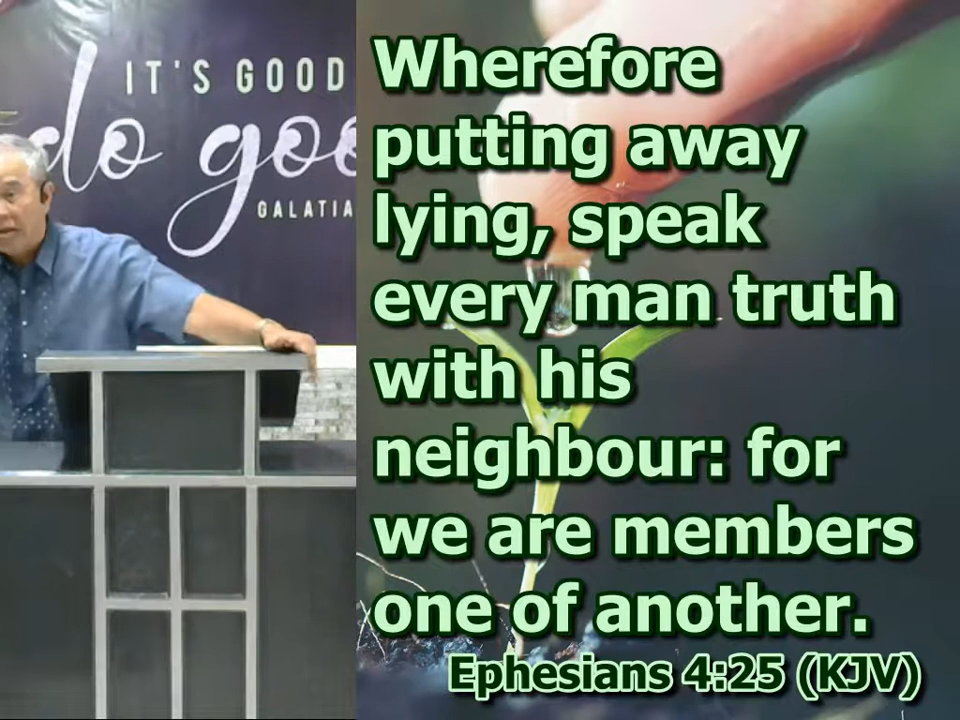 IT'S GOOD
do goo
GALATIA
Wherefore
putting away
lying, speak
every man truth
with his
neighbour: for
we are members
one of another.
Ephesians 4:25 (KJV)